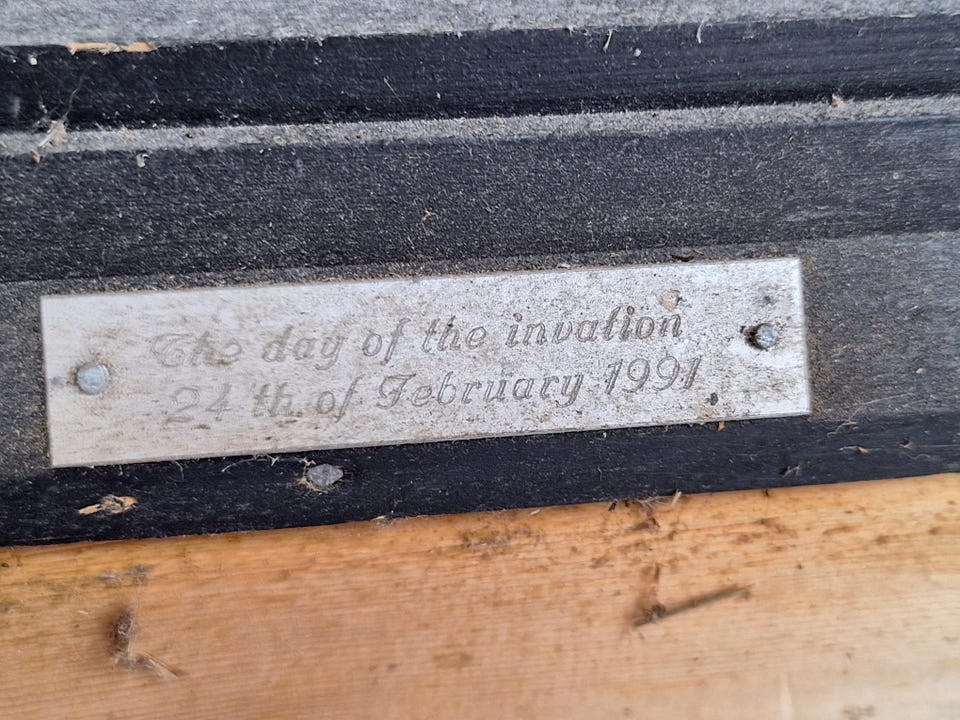 The day of the invation
24 th. of February 1991